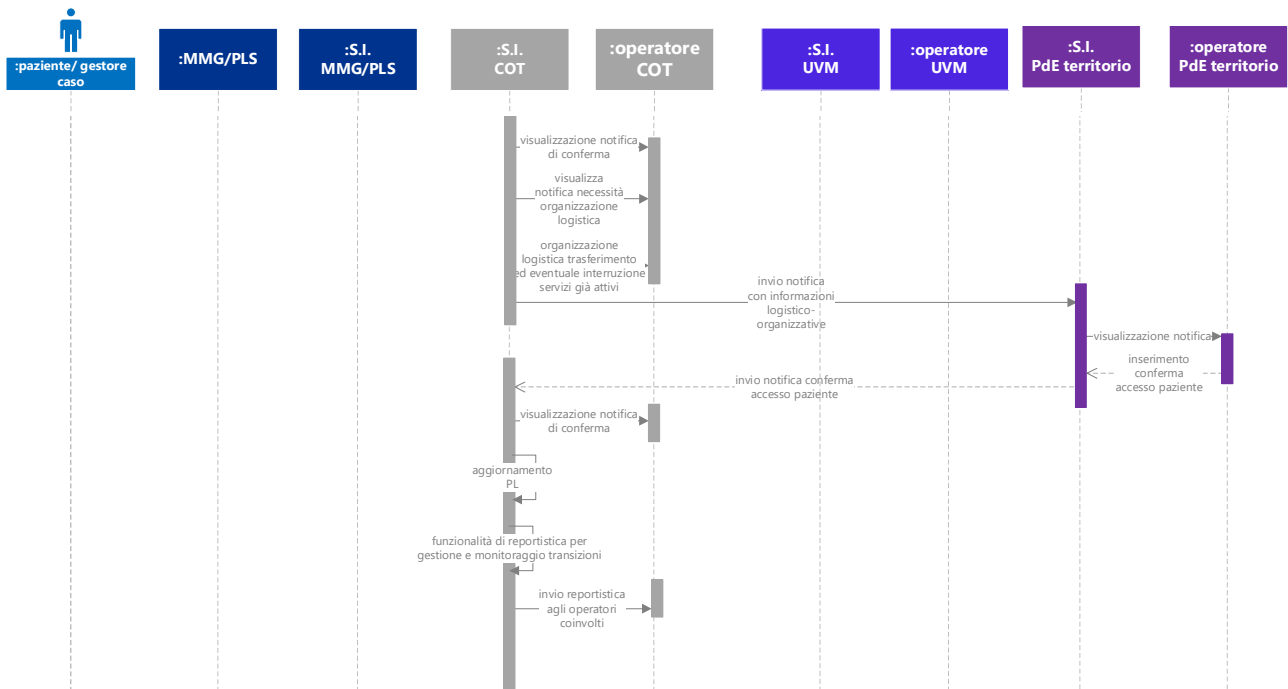 :paziente/ gestore
caso
:MMG/PLS
:S.I.
MMG/PLS
:S.I.
COT
:operatore
COT
:S.I.
UVM
:operatore
UVM
:S.I.
PdE territorio
:operatore
PdE territorio
visualizzazione notifica
di conferma
visualizza
notifica necessità
organizzazione
logistica
organizzazione
logistica trasferimento
ed eventuale interruzione
servizi già attivi
invio notifica
con informazioni
logistico-
organizzative
visualizzazione notifica
inserimento
conferma
accesso paziente
invio notifica conferma
accesso paziente
visualizzazione notifica
di conferma
aggiornamento
PL
funzionalità di reportistica per
gestione e monitoraggio transizioni
invio reportistica
agli operatori
coinvolti